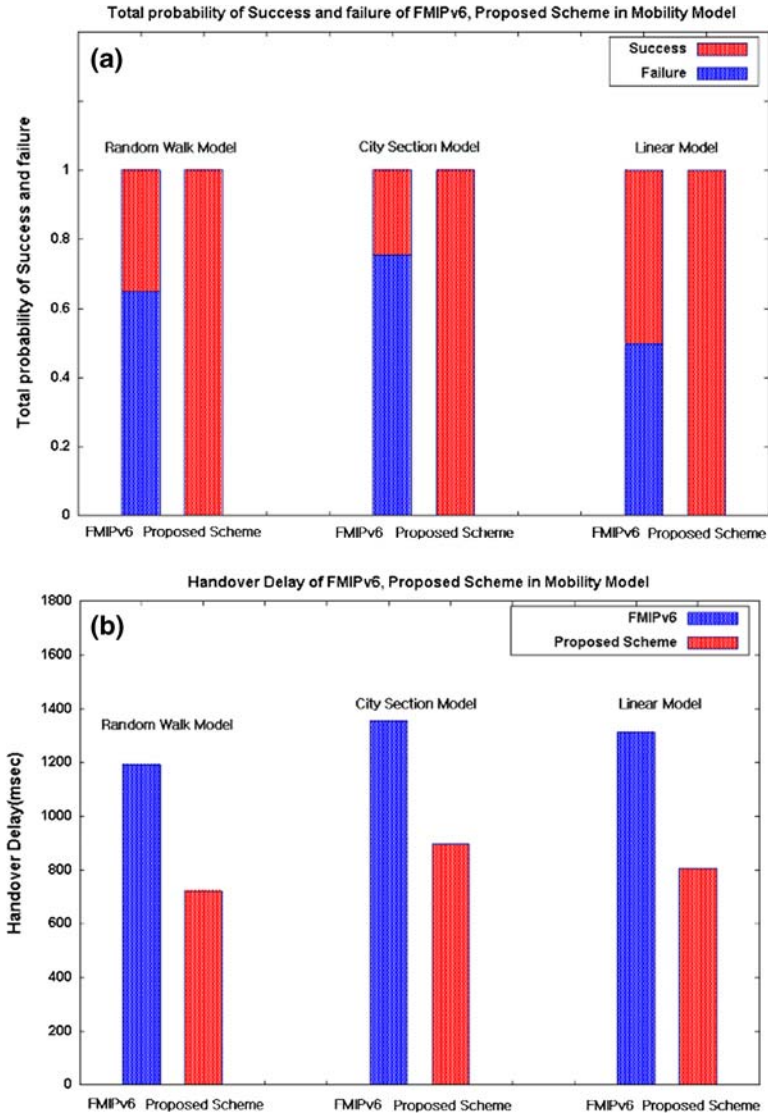 Total probability of Success and failure of FMIPv6, Proposed Scheme in Mobility Model
(a)
Success
Failure
Random Walk Model
City Section Model
Linear Model
Total probability of Success and failure
1
0.8
0.6
0.4
0.2
0
FMIPv6 Proposed Scheme
FMIPv6 Proposed Scheme
FMIPv6 Proposed Scheme
Handover Delay of FMIPv6, Proposed Scheme in Mobility Model
(b)
FMIPv6
Proposed Scheme
Random Walk Model
City Section Model
Linear Model
Handover Delay(msec)
1800
1600
1400
1200
1000
800
600
400
200
0
FMIPv6 Proposed Scheme
FMIPv6 Proposed Scheme
FMIPv6 Proposed Scheme